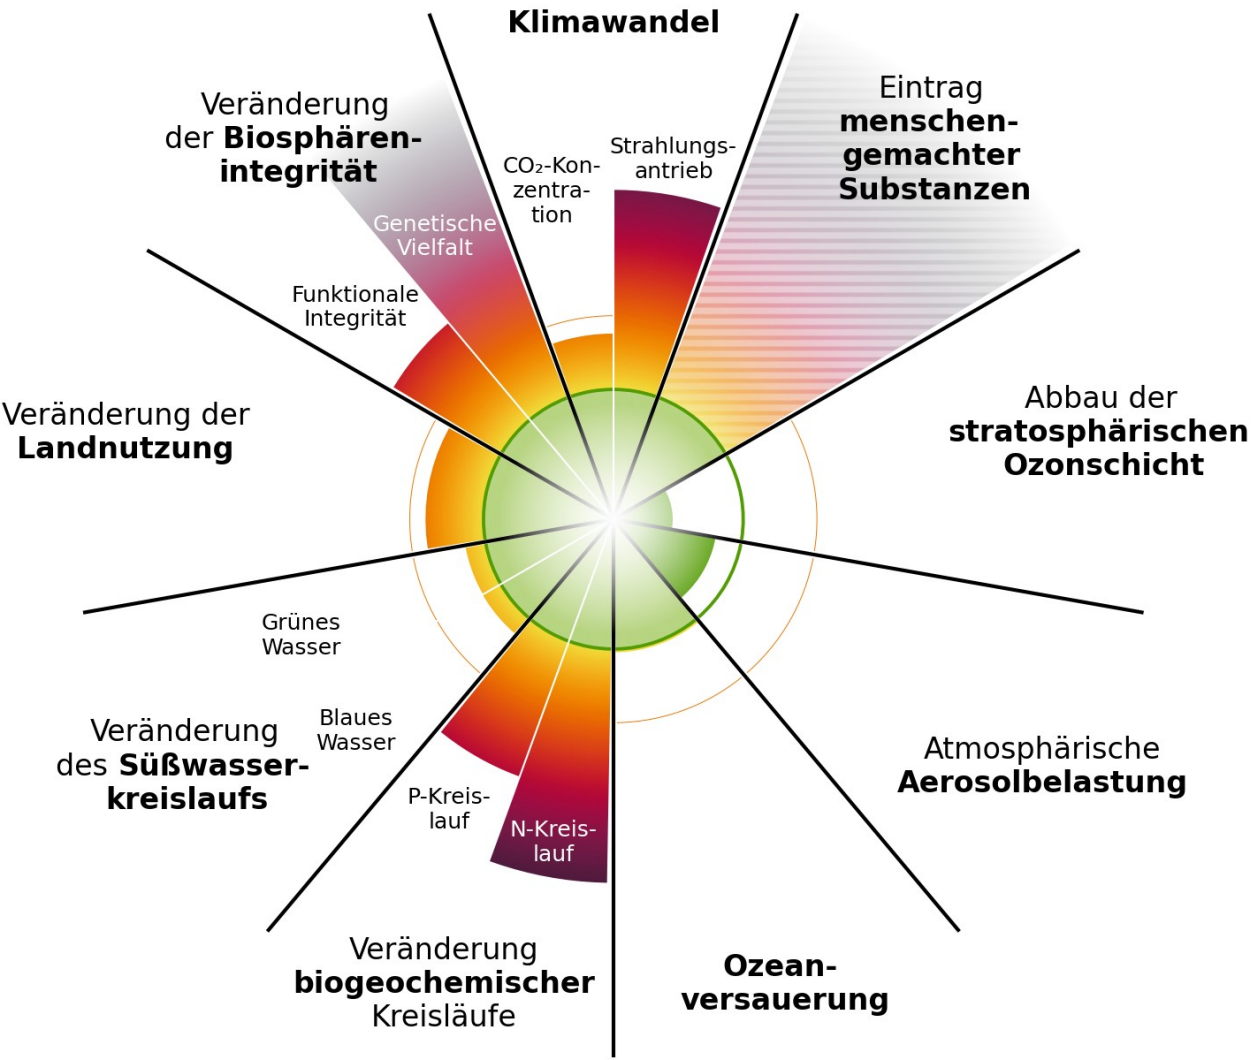 Klimawandel
CO₂-Kon-
zentra-
tion
Strahlungs-
antrieb
Eintrag
menschen-
gemachter
Substanzen
Abbau der
stratosphärischen
Ozonschicht
Atmosphärische
Aerosolbelastung
Ozean-
versauerung
Veränderung
biogeochemischer
Kreisläufe
P-Kreis-
lauf
N-Kreis-
lauf
Veränderung
des Süßwasser-
kreislaufs
Grünes
Wasser
Blaues
Wasser
Veränderung der
Landnutzung
Veränderung
der Biosphären-
integrität
Funktionale
Integrität
Genetische
Vielfalt